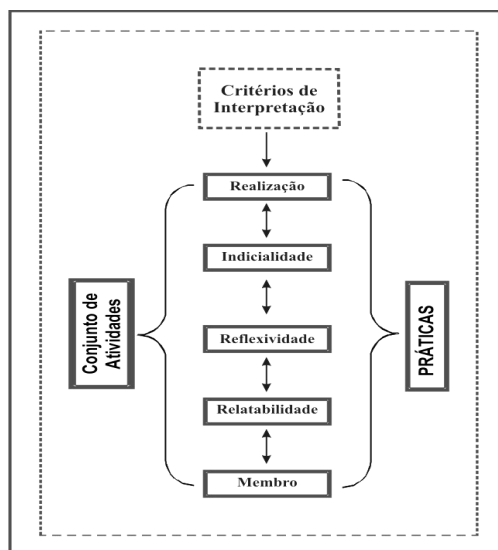 Critérios de
Interpretação
Realização
Indicialidade
Reflexividade
Relatabilidade
Membro
Conjunto de
Atividades
PRÁTICAS